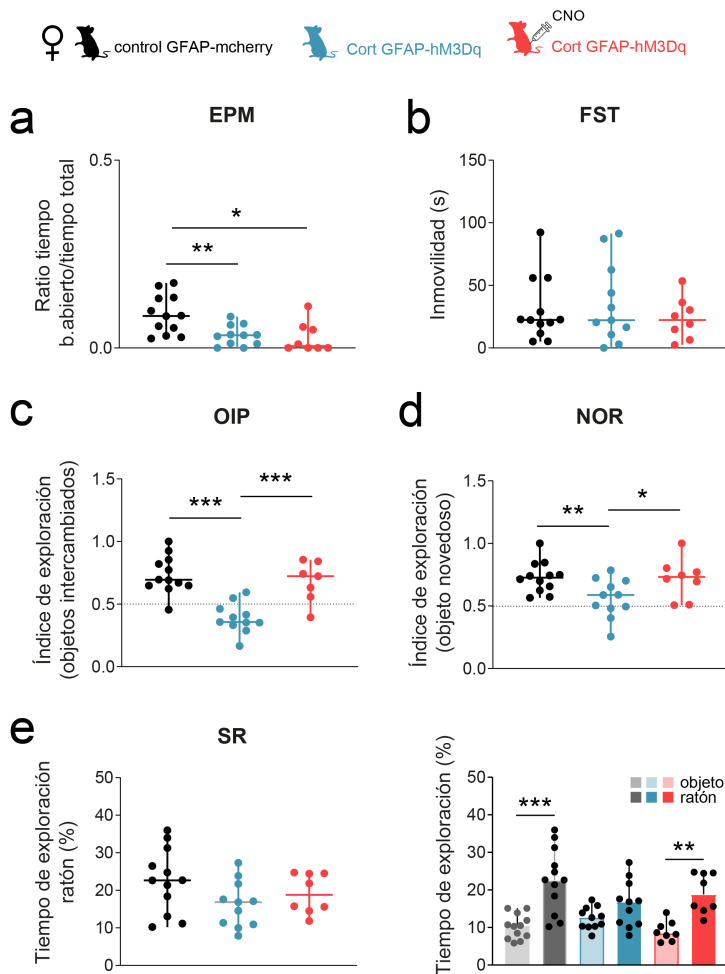 CNO
control GFAP-mcherry
Cort GFAP-hM3Dq
Cort GFAP-hM3Dq
a
EPM
Ratio tiempo
b.abierto/tiempo total
0.5
0.0
**
*
b
FST
Inmovilidad (s)
150
100
50
0
c
OIP
Índice de exploración
(objetos intercambiados)
1.5
1.0
0.5
0.0
***
***
d
NOR
Índice de exploración
(objeto novedoso)
1.5
1.0
0.5
0.0
**
*
e
SR
Tiempo de exploración
ratón (%)
50
40
30
20
10
0
Tiempo de exploración (%)
50
40
30
20
10
0
***
**
objeto
ratón